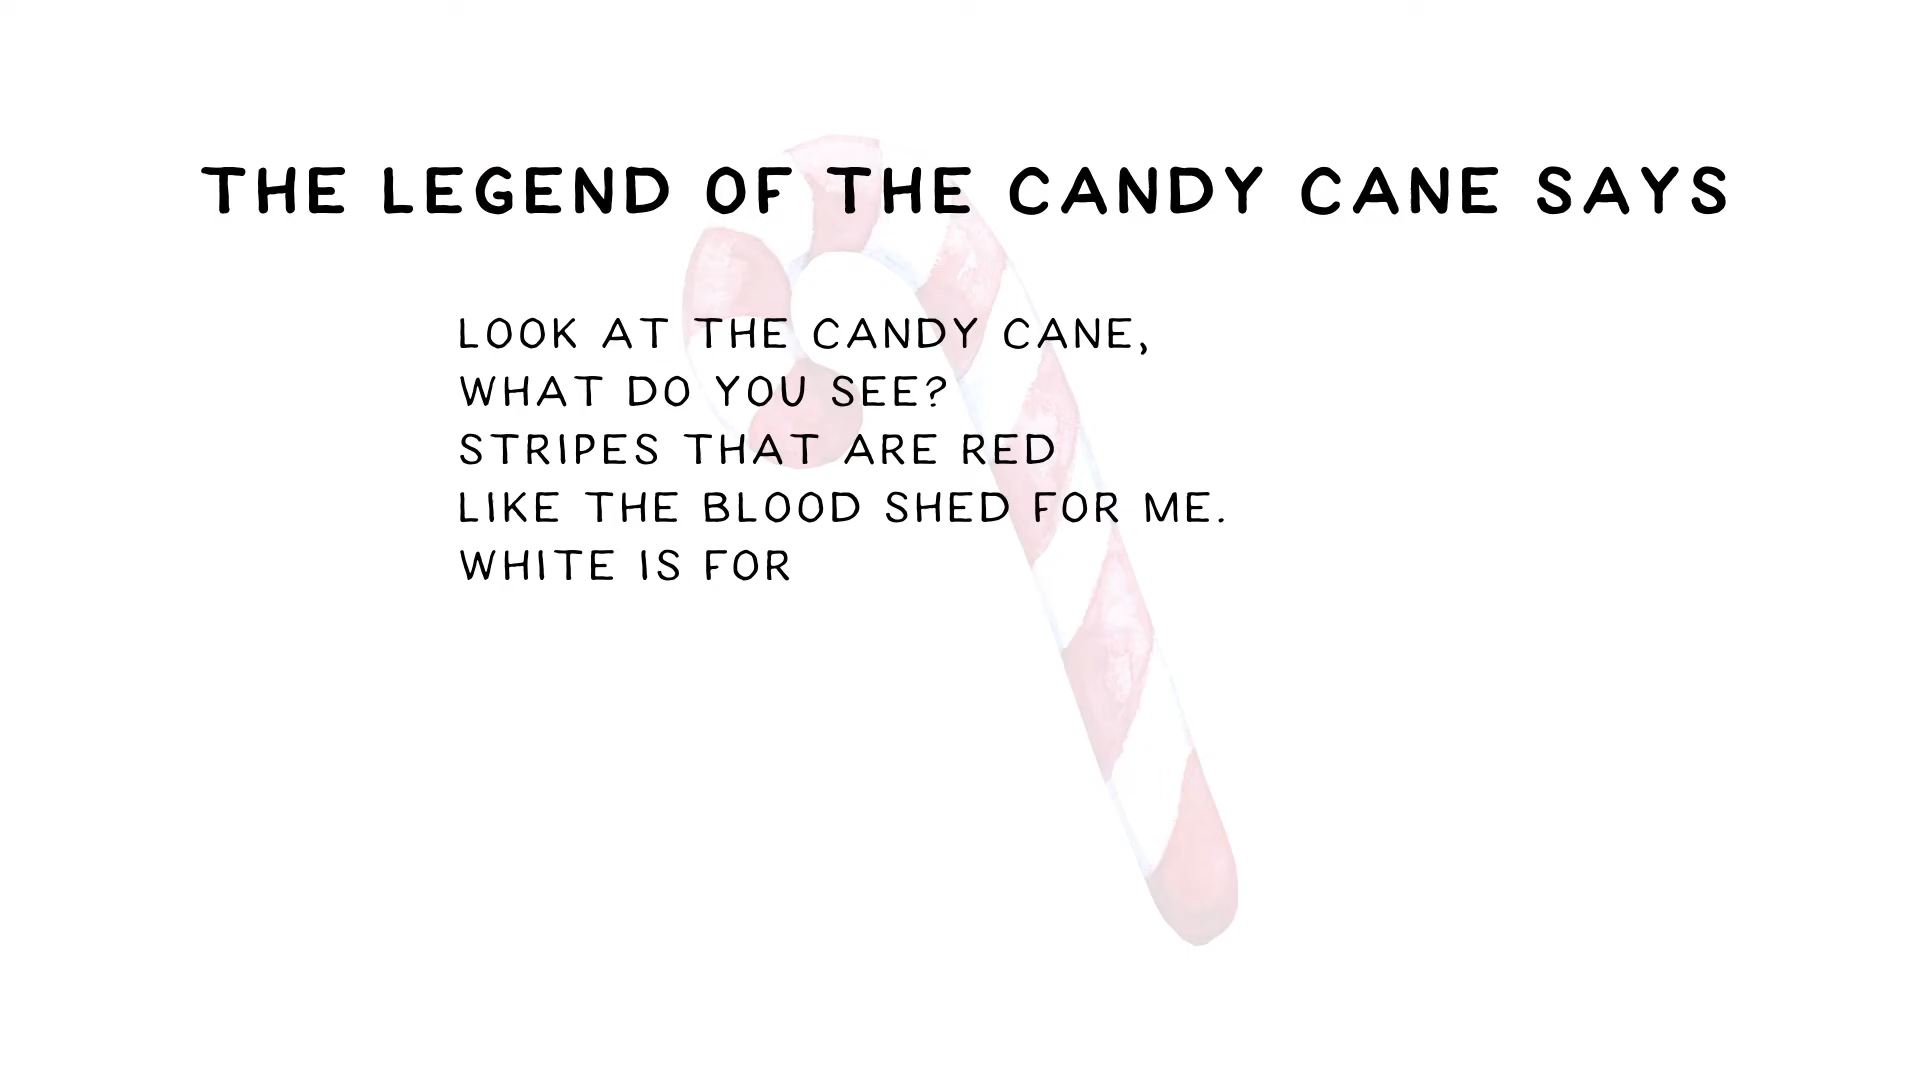 THE LEGEND OF THE CANDY CANE SAYS
LOOK AT THE CANDY CANE,
WHAT DO YOU SEE?
STRIPES THAT ARE RED
LIKE THE BLOOD SHED FOR ME.
WHITE IS FOR